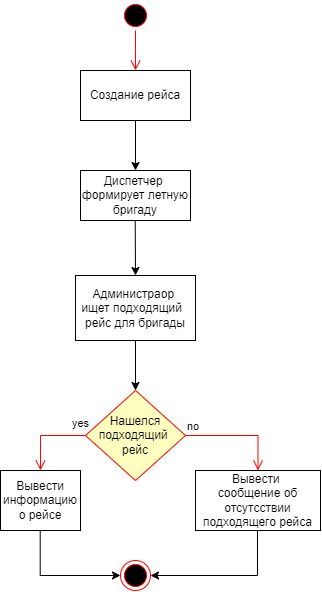 Создание рейса
Диспетчер
формирует летную
бригаду
Администраор
ищет подходящий
рейс для бригады
Нашелся
подходящий
рейс
yes
no
Вывести
информацию
о рейсе
Вывести
сообщение об
отсутсстvии
подходящего рейса